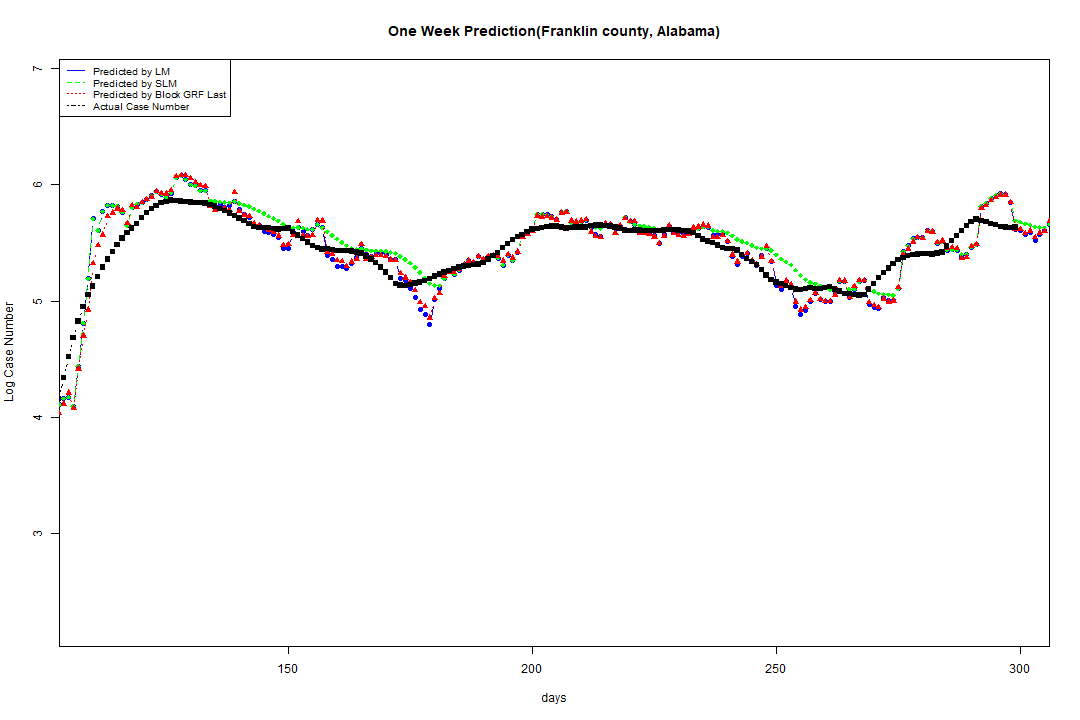 One Week Prediction(Franklin county, Alabama)
Predicted by LM
Predicted by SLM
Predicted by Block GRF Last
Actual Case Number
7
6
5
4
3
Log Case Number
150
200
250
300
days